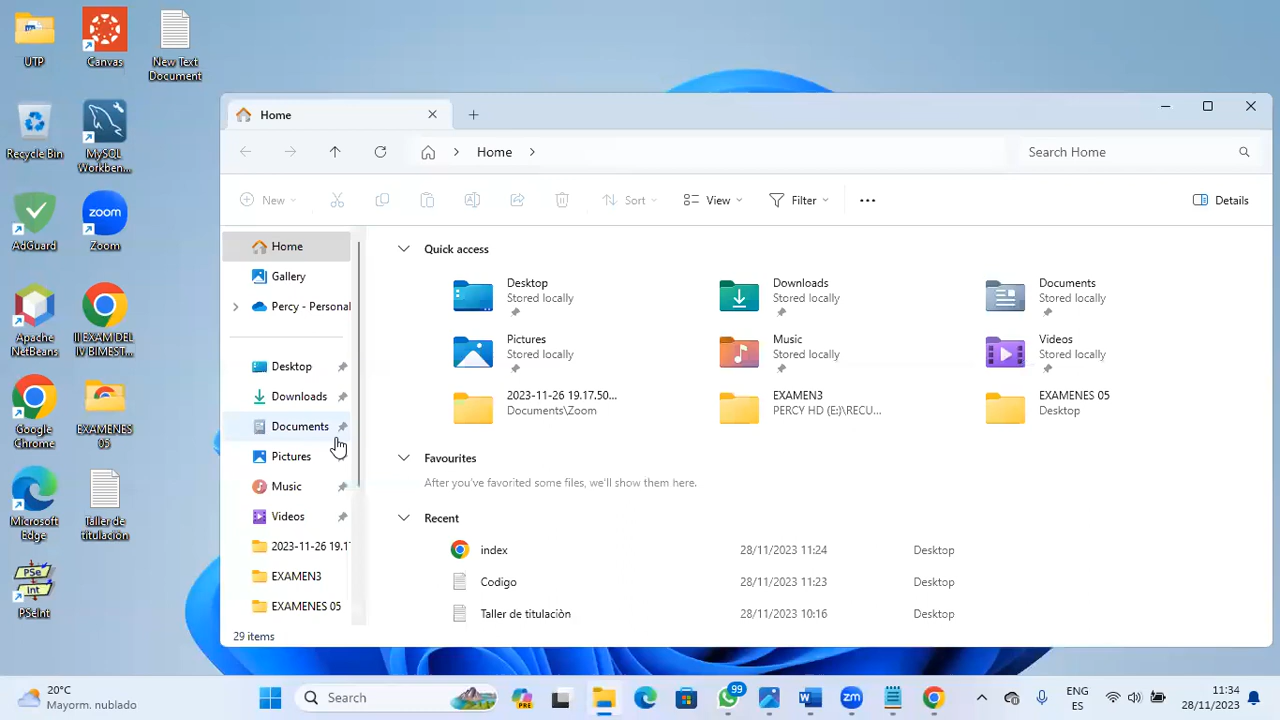 UTP
Canvas
New Text
Document
Recycle Bin
MySQL
Workben...
AdGuard
Zoom
zoom
Apache
NetBeans
II EXAM DEL
IV BIMEST...
Google
Chrome
EXAMENES
05
Microsoft
Edge
Taller de
titulaciòn
PSe
Int
PSeInt
Home
Home
Search Home
New
Sort
View
Filter
Details
Home
Gallery
Percy - Personal
Desktop
Downloads
Documents
Pictures
Music
Videos
2023-11-26 19.1
EXAMEN3
EXAMENES 05
29 items
Quick access
Desktop
Stored locally
Downloads
Stored locally
Documents
Stored locally
Pictures
Stored locally
Music
Stored locally
Videos
Stored locally
2023-11-26 19.17.50...
Documents\Zoom
EXAMEN3
PERCY HD (E:)\RECU...
EXAMENES 05
Desktop
Favourites
After you've favorited some files, we'll show them here.
Recent
index 28/11/2023 11:24 Desktop
Codigo 28/11/2023 11:23 Desktop
Taller de titulaciòn 28/11/2023 10:16 Desktop
20°C
Mayorm. nublado
Search
PRE
99
W
zm
ENG
ES
11:34
28/11/2023